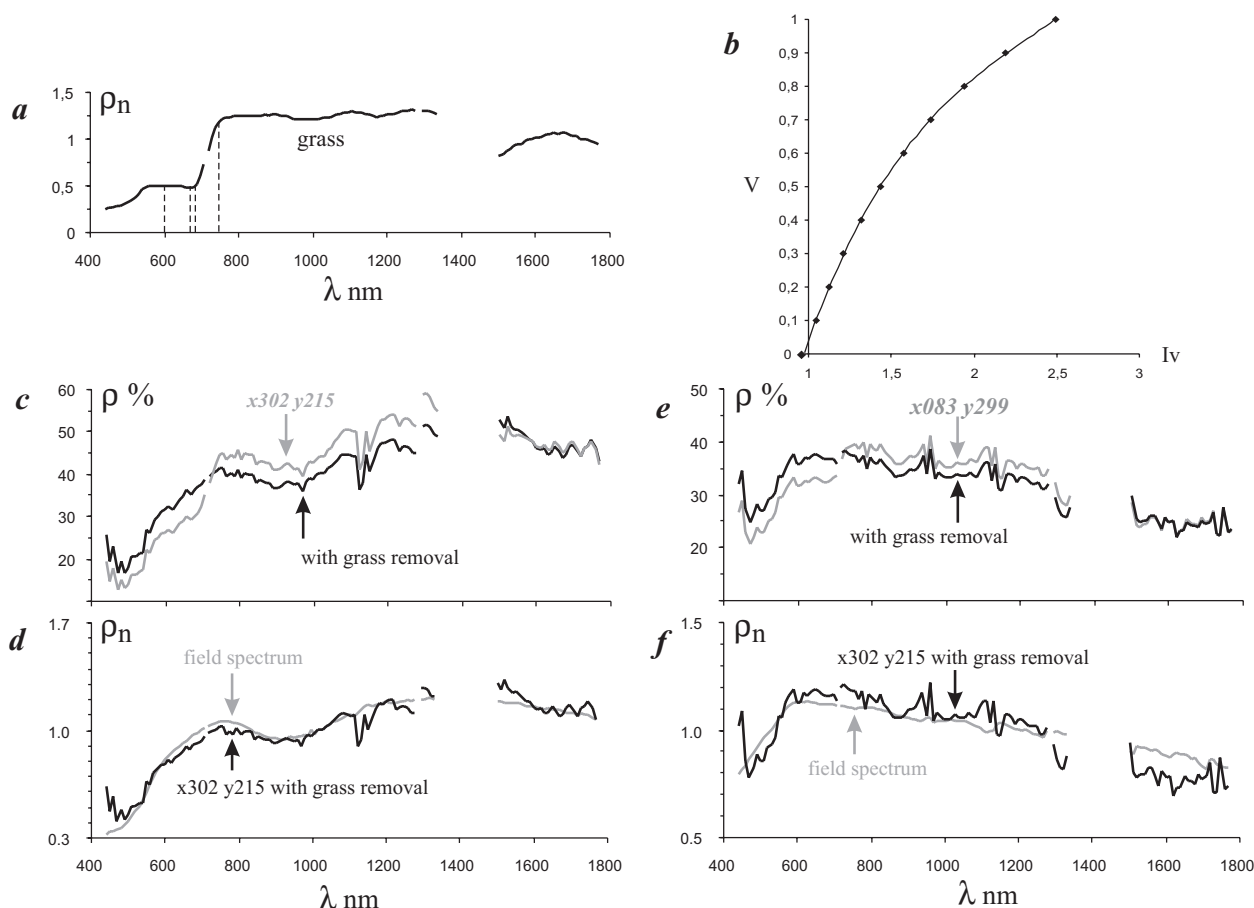 a
ρn
1,5
1
0,5
0
grass
400 600 800 1000 1200 1400 1600 1800
λ nm
b
1
0,9
0,8
0,7
0,6
0,5
0,4
0,3
0,2
0,1
0
V
1 1,5 2 2,5 3
Iv
c
ρ %
60
50
40
30
20
x302 y215
with grass removal
d
ρn
1.7
1.0
0.3
field spectrum
x302 y215 with grass removal
400 600 800 1000 1200 1400 1600 1800
λ nm
e
ρ %
50
40
30
20
x083 y299
with grass removal
f
ρn
1.5
1.0
0.5
x302 y215 with grass removal
field spectrum
400 600 800 1000 1200 1400 1600 1800
λ nm